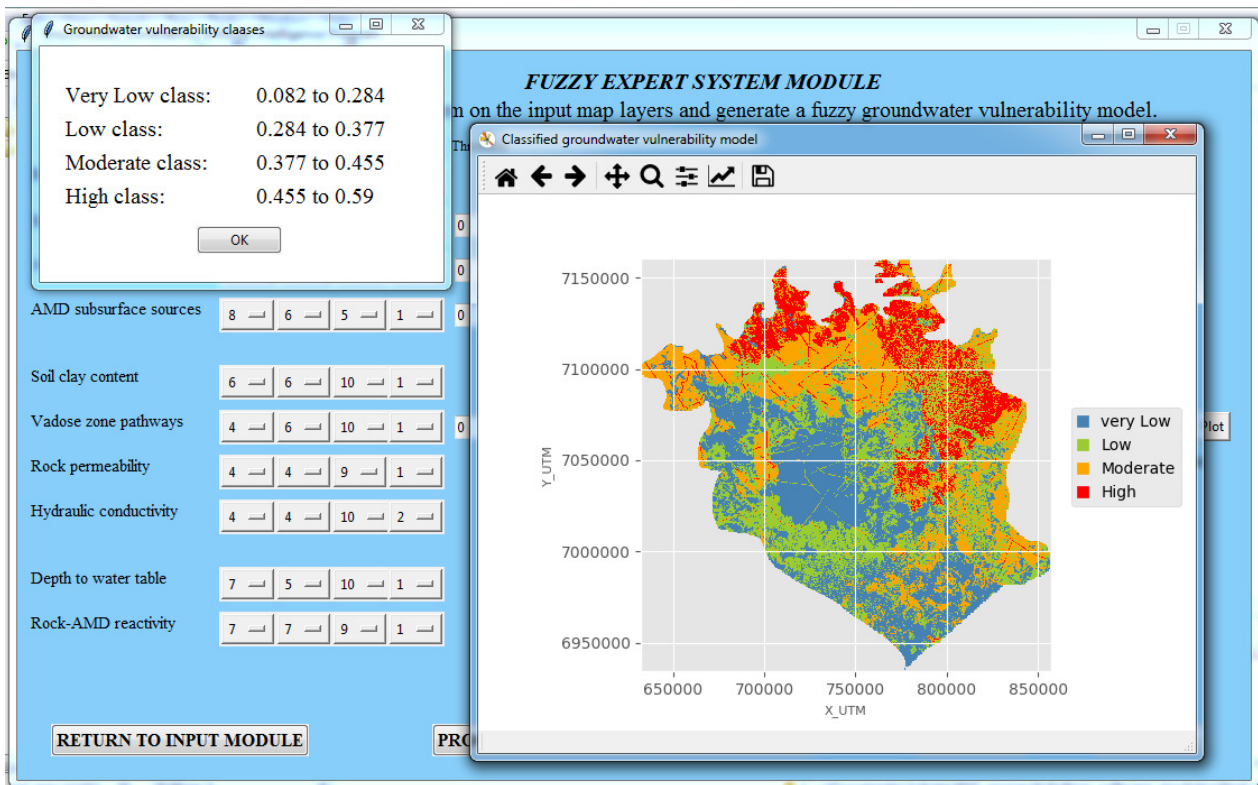 Groundwater vulnerability claases
Very Low class: 0.082 to 0.284
Low class: 0.284 to 0.377
Moderate class: 0.377 to 0.455
High class: 0.455 to 0.59
OK
FUZZY EXPERT SYSTEM MODULE
on the input map layers and generate a fuzzy groundwater vulnerability model.
0
0
AMD subsurface sources 8 6 5 1 0
Soil clay content 6 6 10 1
Vadose zone pathways 4 6 10 1 0
Rock permeability 4 4 9 1
Hydraulic conductivity 4 4 10 2
Depth to water table 7 5 10 1
Rock-AMD reactivity 7 7 9 1
RETURN TO INPUT MODULE
Classified groundwater vulnerability model
7150000
7100000
7050000
7000000
6950000
Y_UTM
650000 700000 750000 800000 850000
X_UTM
very Low
Low
Moderate
High